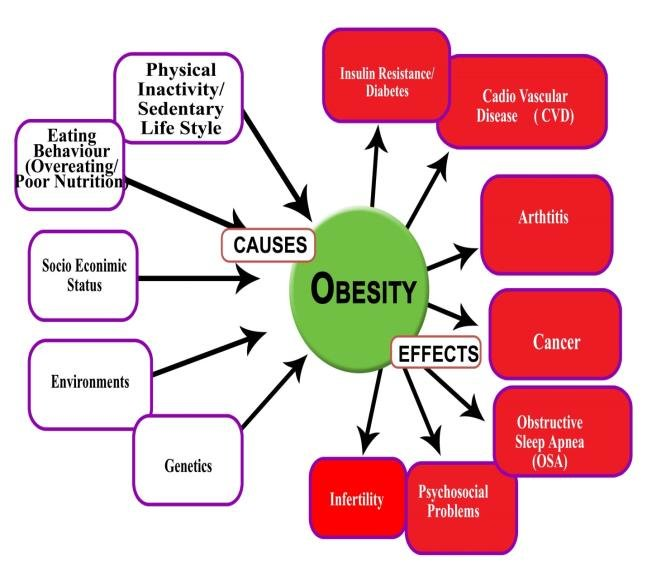 Physical
Inactivity/
Sedentary
Life Style
Eating
Behaviour
(Overeating/
Poor Nutrition)
Socio Econimic
Status
Environments
Genetics
CAUSES
OBESITY
EFFECTS
Insulin Resistance/
Diabetes
Cadio Vascular
Disease (CVD)
Arthtitis
Cancer
Obstructive
Sleep Apnea
(OSA)
Psychosocial
Problems
Infertility